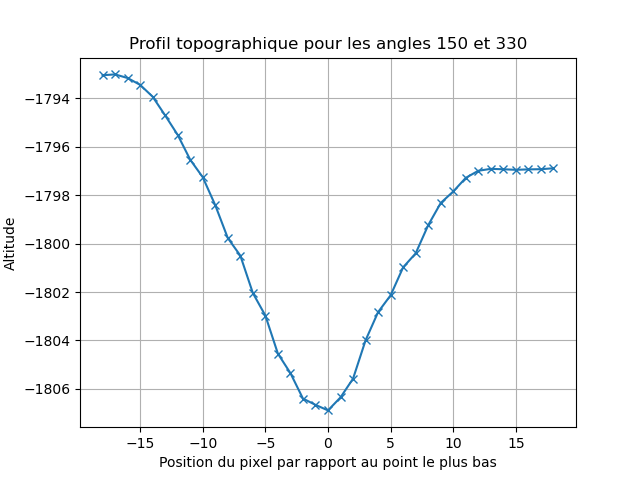 Profil topographique pour les angles 150 et 330
Altitude
−1794
−1796
−1798
−1800
−1802
−1804
−1806
−15 −10 −5 0 5 10 15
Position du pixel par rapport au point le plus bas